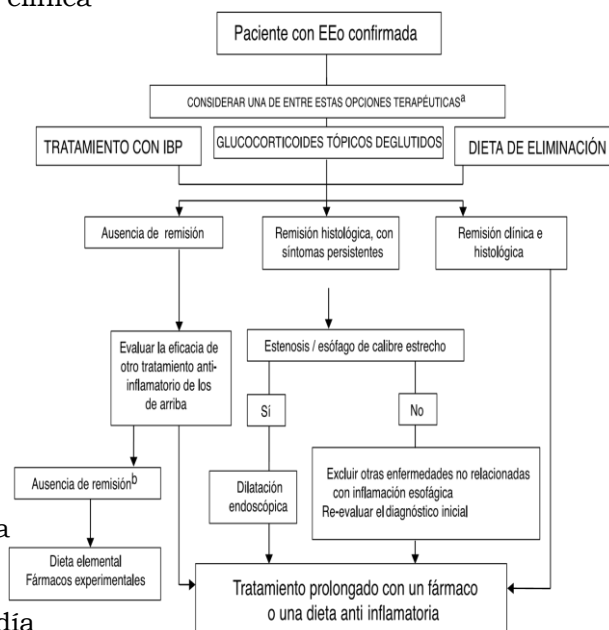 clínica
Paciente con EEo confirmada
CONSIDERAR UNA DE ENTRE ESTAS OPCIONES TERAPÉUTICASa
TRATAMIENTO CON IBP
GLUCOCORTICOIDES TÓPICOS DEGLUTIDOS
DIETA DE ELIMINACIÓN
Ausencia de remisión
Remisión histológica, con
síntomas persistentes
Remisión clínica e
histológica
Evaluar la eficacia de
otro tratamiento anti-
inflamatorio de los
de arriba
Estenosis / esófago de calibre estrecho
Sí
No
Ausencia de remisiónb
Dilatación
endoscópica
Excluir otras enfermedades no relacionadas
con inflamación esofágica
Re-evaluar el diagnóstico inicial
a
Dieta elemental
Fármacos experimentales
Tratamiento prolongado con un fármaco
o una dieta anti inflamatoria
día